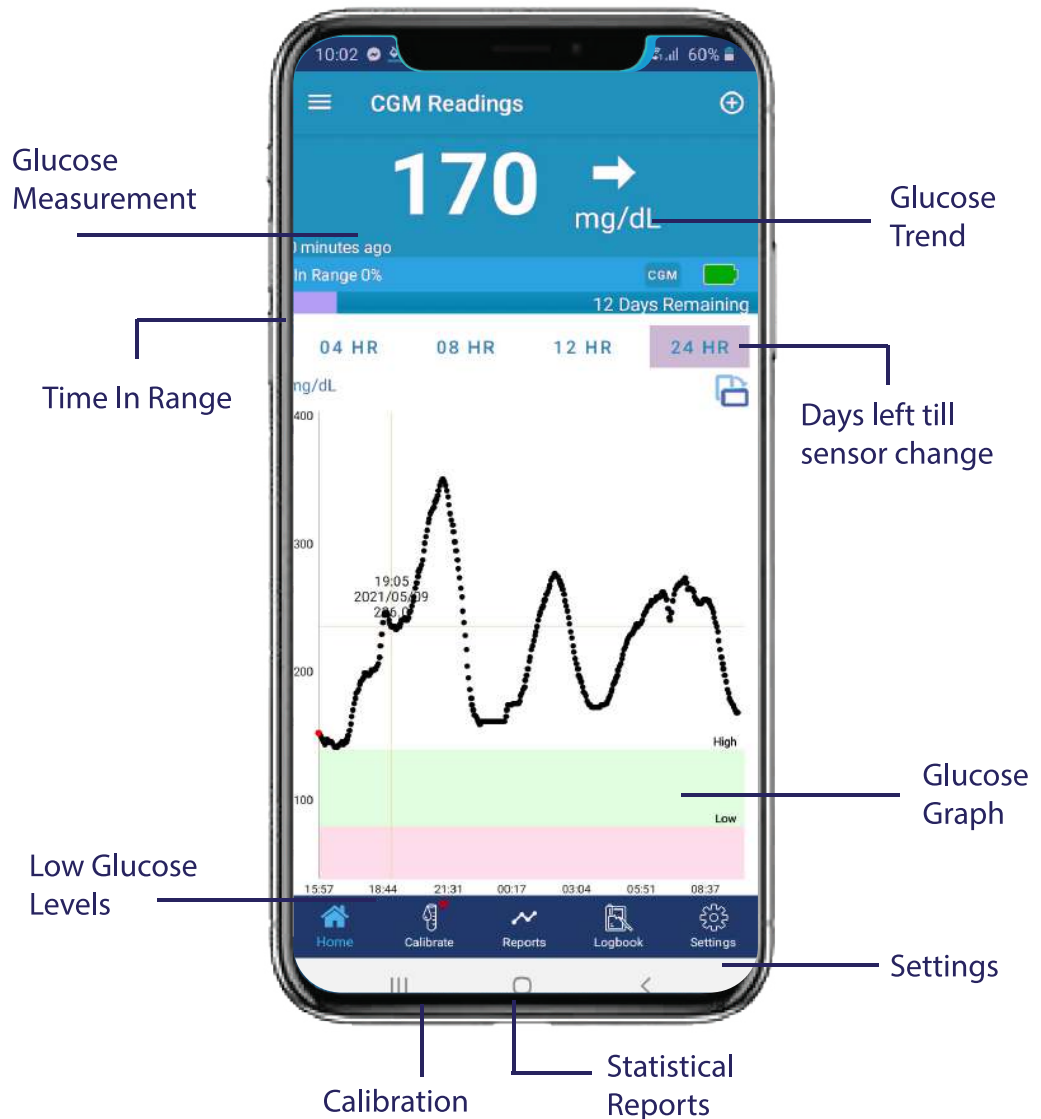 10:02
60%
CGM Readings
Glucose
Measurement
170
mg/dL
Glucose
Trend
minutes ago
In Range 0%
CGM
12 Days Remaining
04 HR 08 HR 12 HR 24 HR
Time In Range
mg/dL
Days left till
sensor change
400
300
19:05
2021/05/09
200
High
100
Low
Glucose
Graph
Low Glucose
Levels
15:57 18:44 21:31 00:17 03:04 05:51 08:37
Home Calibrate Reports Logbook Settings
Settings
Calibration
Statistical
Reports